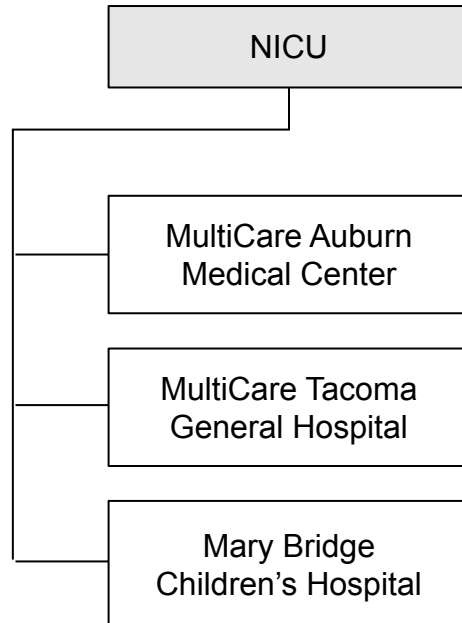 NICU
MultiCare Auburn
Medical Center
MultiCare Tacoma
General Hospital
Mary Bridge
Children’s Hospital